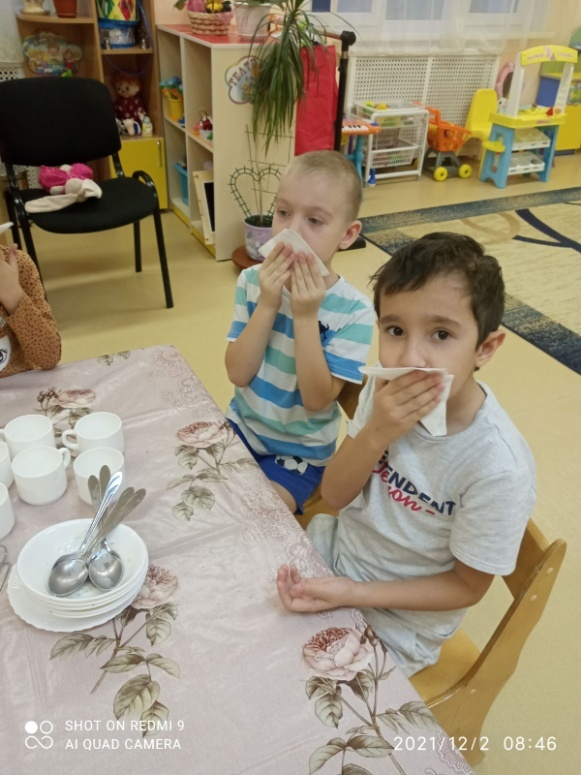 ENDENT
SHOT ON REDMI 9
AI QUAD CAMERA
2021/12/2 08:46